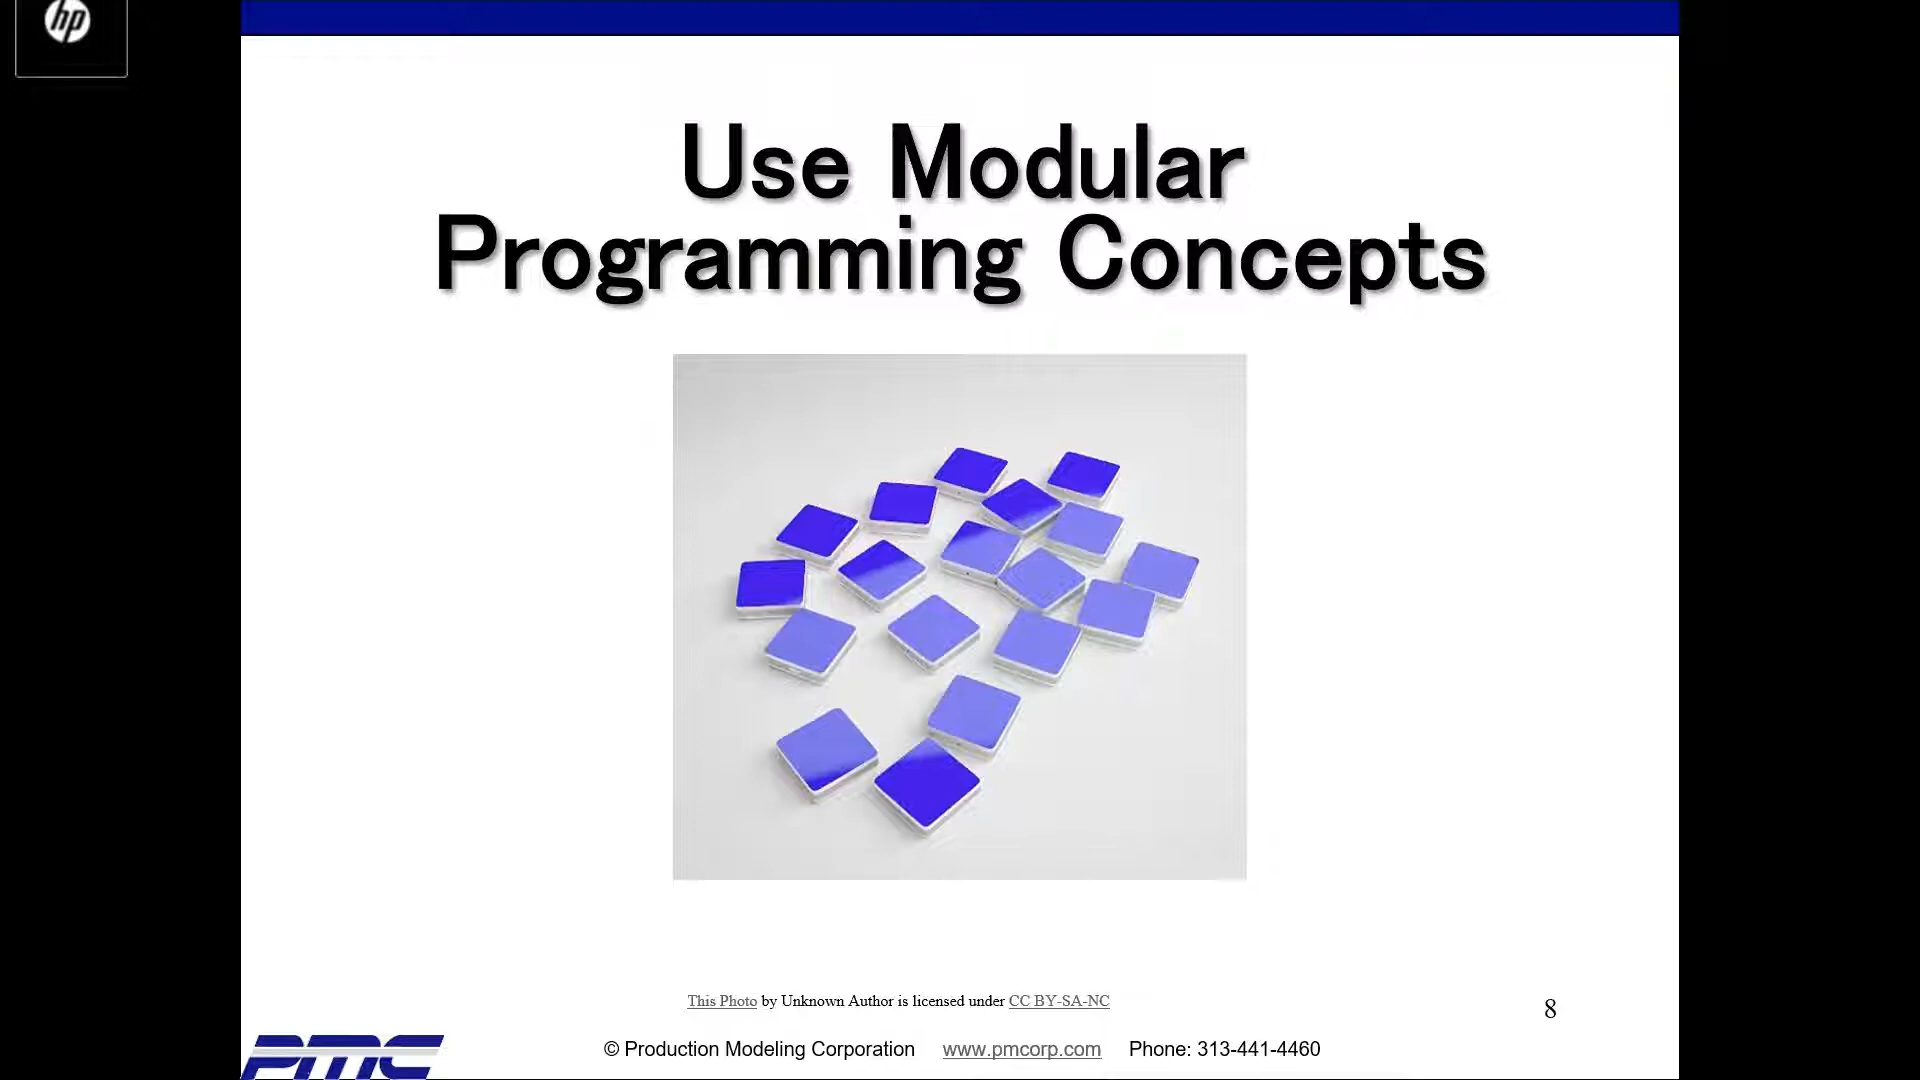 hp
Use Modular
Programming Concepts
This Photo by Unknown Author is licensed under CC BY-SA-NC
8
PMC
© Production Modeling Corporation www.pmcorp.com Phone: 313-441-4460